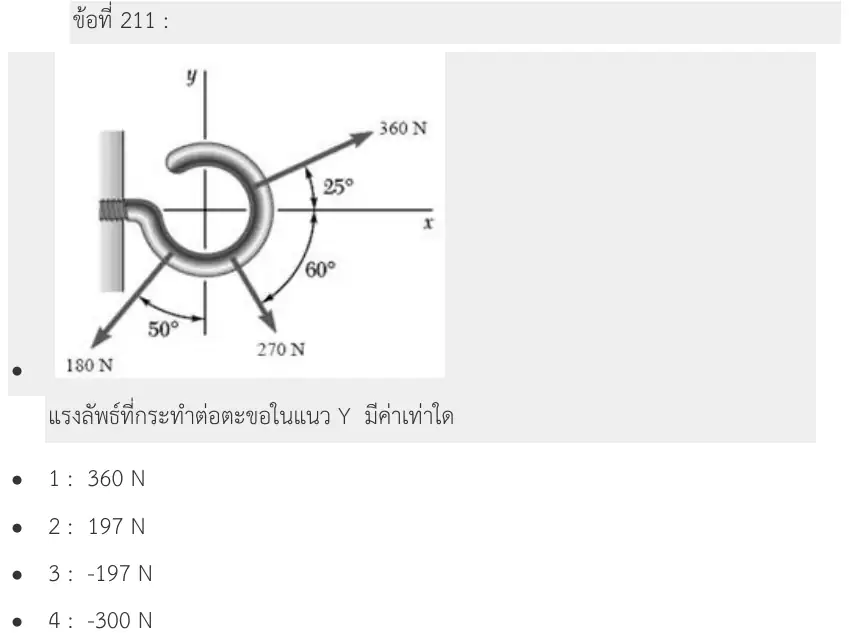 ข้อที่ 211 :
y
360 N
25°
x
60°
50°
270 N
180 N
แรงลัพธ์ที่กระทำต่อตะขอในแนว Y มีค่าเท่าใด
1 : 360 N
2 : 197 N
3 : -197 N
4 : -300 N